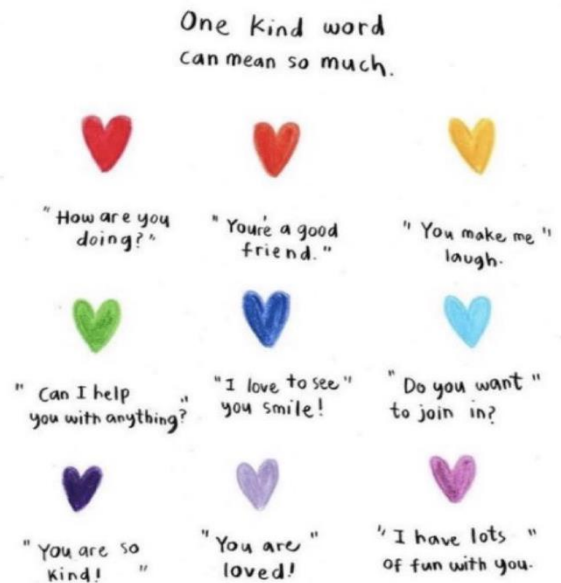 One kind word
can mean so much.
"How are you
doing?"
"You're a good
friend."
"You make me"
laugh.
"Can I help
you with anything?"
"I love to see"
you smile!
"Do you want"
to join in?
"You are so
kind!"
"You are"
loved!
"I have lots"
of fun with you.